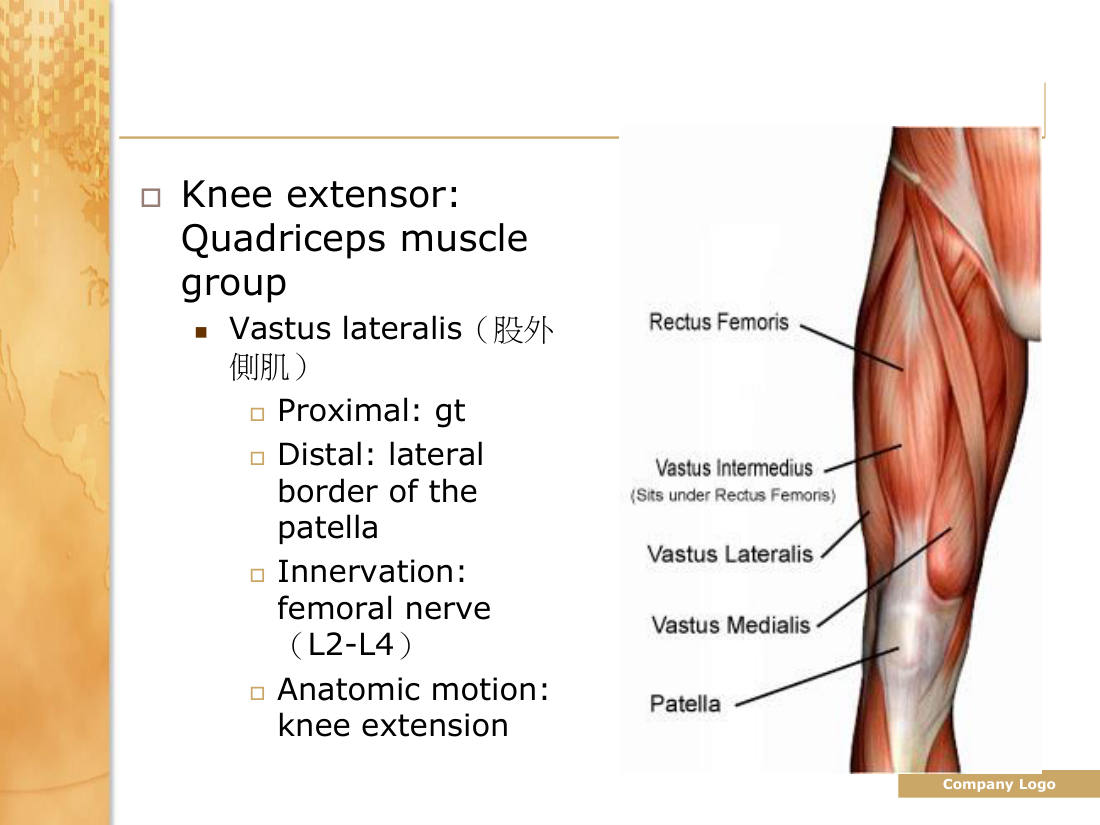 Knee extensor:
Quadriceps muscle
group
Vastus lateralis（股外
側肌）
Proximal: gt
Distal: lateral
border of the
patella
Innervation:
femoral nerve
（L2-L4）
Anatomic motion:
knee extension
Rectus Femoris
Vastus Intermedius
(Sits under Rectus Femoris)
Vastus Lateralis
Vastus Medialis
Patella
Company Logo